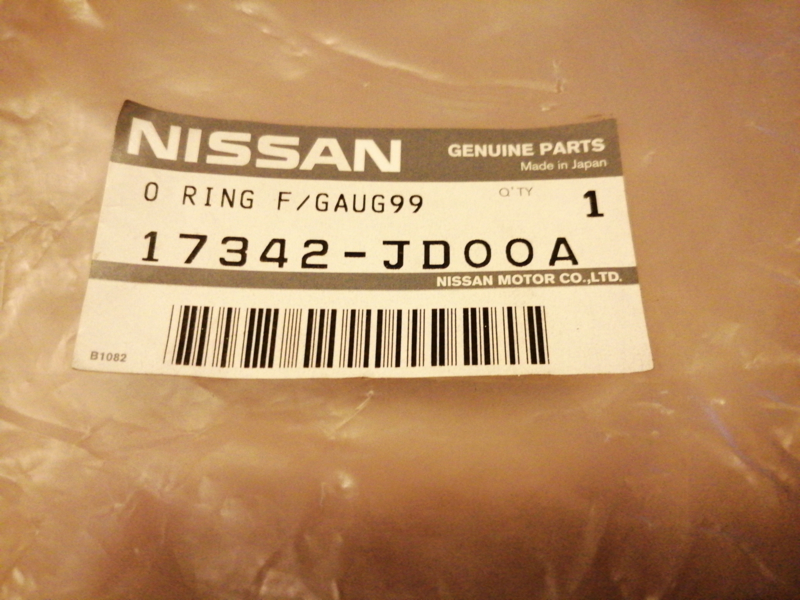 NISSAN
GENUINE PARTS
Made in Japan
O RING F/GAUG99
Q'TY
1
17342-JD00A
NISSAN MOTOR CO.,LTD.
B1082